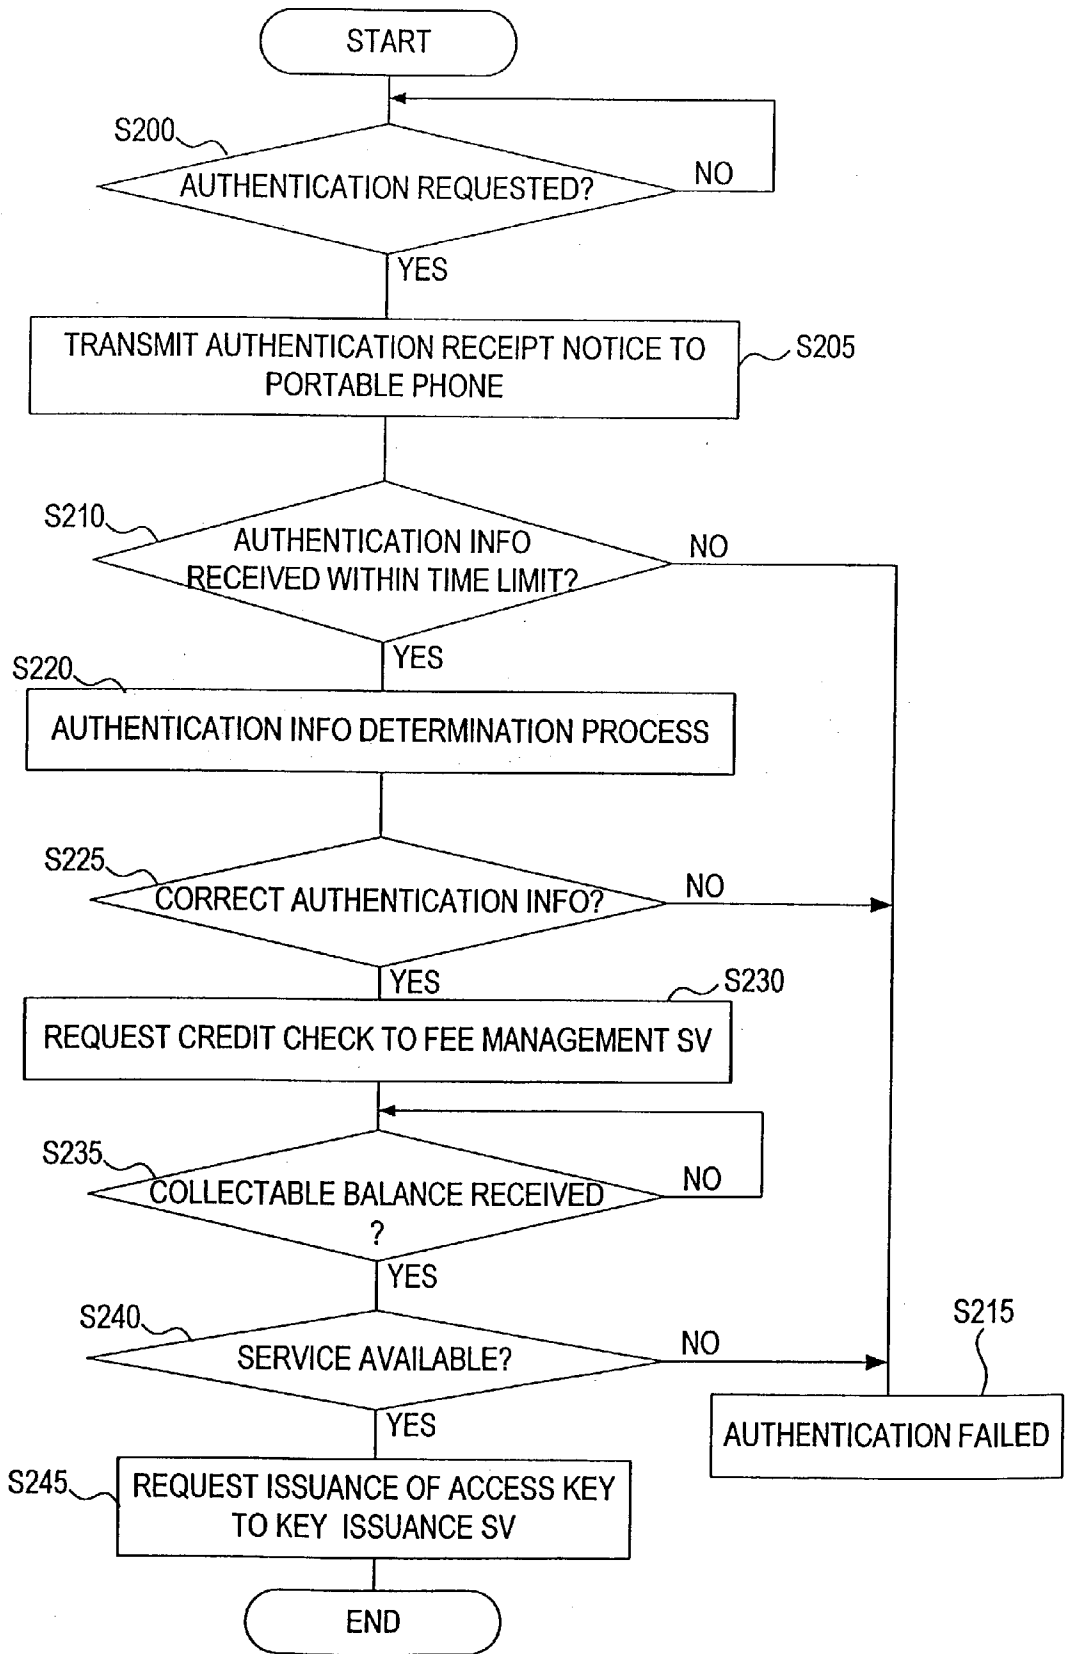 START
S200
AUTHENTICATION REQUESTED?
NO
YES
TRANSMIT AUTHENTICATION RECEIPT NOTICE TO
PORTABLE PHONE
S205
S210
AUTHENTICATION INFO
RECEIVED WITHIN TIME LIMIT?
NO
YES
S220
AUTHENTICATION INFO DETERMINATION PROCESS
S225
CORRECT AUTHENTICATION INFO?
NO
YES
S230
REQUEST CREDIT CHECK TO FEE MANAGEMENT SV
S235
COLLECTABLE BALANCE RECEIVED
?
NO
YES
S240
SERVICE AVAILABLE?
NO
YES
S215
AUTHENTICATION FAILED
S245
REQUEST ISSUANCE OF ACCESS KEY
TO KEY ISSUANCE SV
END